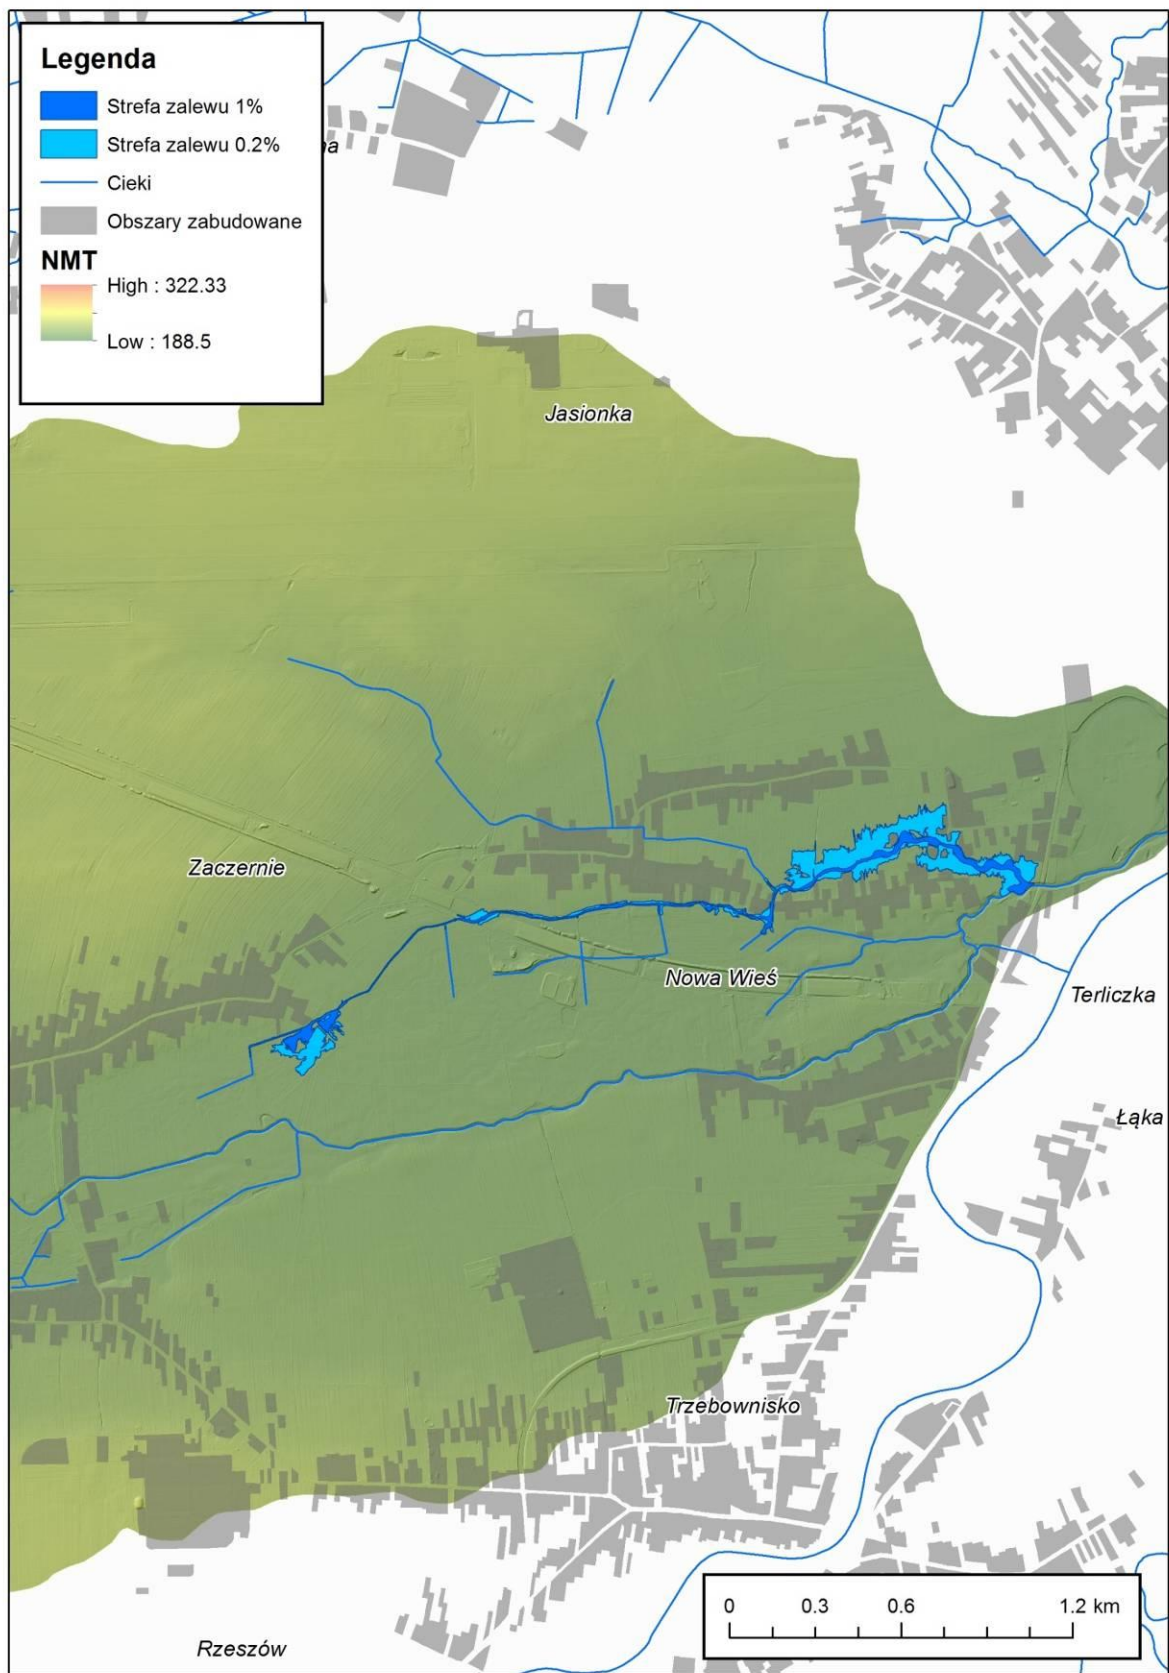 Legenda
Strefa zalewu 1%
Strefa zalewu 0.2%
Cieki
Obszary zabudowane
NMT
High : 322.33
Low : 188.5
na
Jasionka
Zaczernie
Nowa Wieś
Terliczka
Łąka
Trzebownisko
Rzeszów
0 0.3 0.6 1.2 km